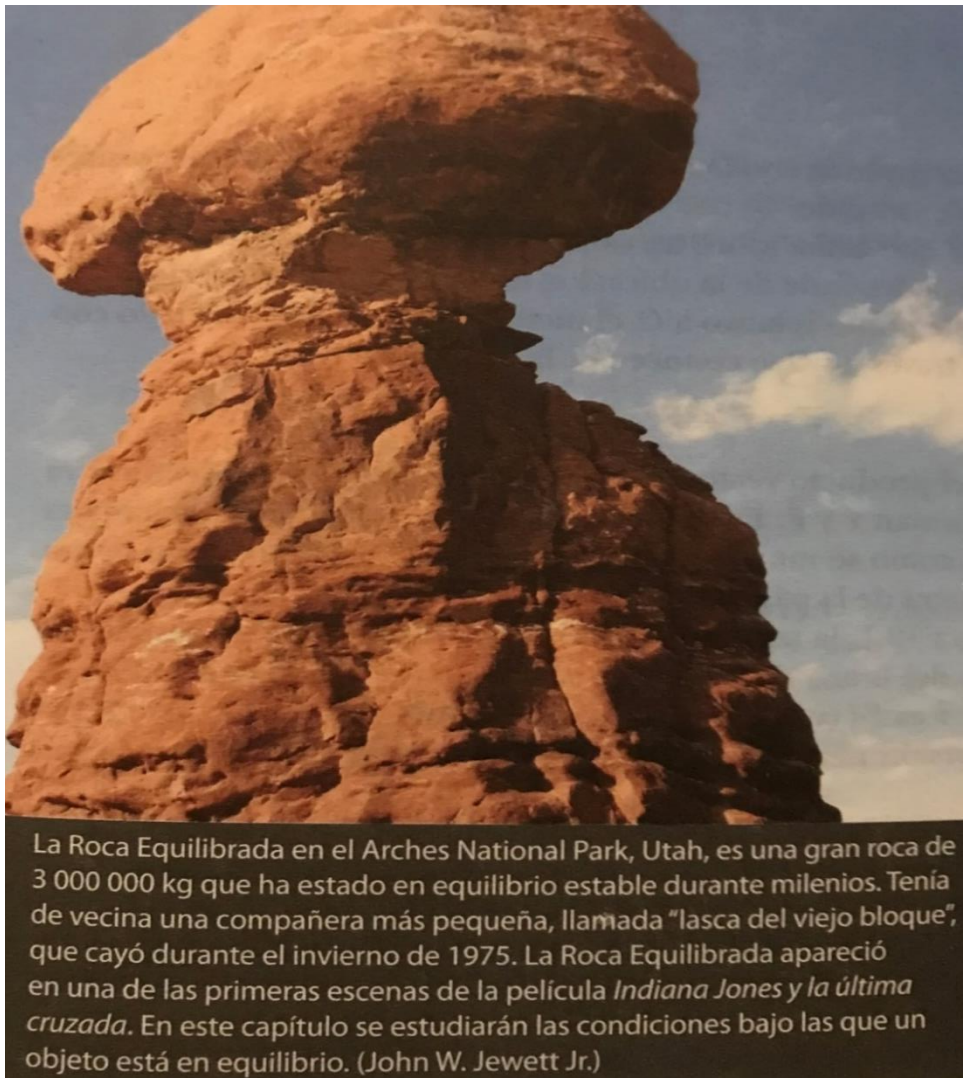 La Roca Equilibrada en el Arches National Park, Utah, es una gran roca de
3 000 000 kg que ha estado en equilibrio estable durante milenios. Tenía
de vecina una compañera más pequeña, llamada “lasca del viejo bloque”,
que cayó durante el invierno de 1975. La Roca Equilibrada apareció
en una de las primeras escenas de la película Indiana Jones y la última
cruzada. En este capítulo se estudiarán las condiciones bajo las que un
objeto está en equilibrio. (John W. Jewett Jr.)